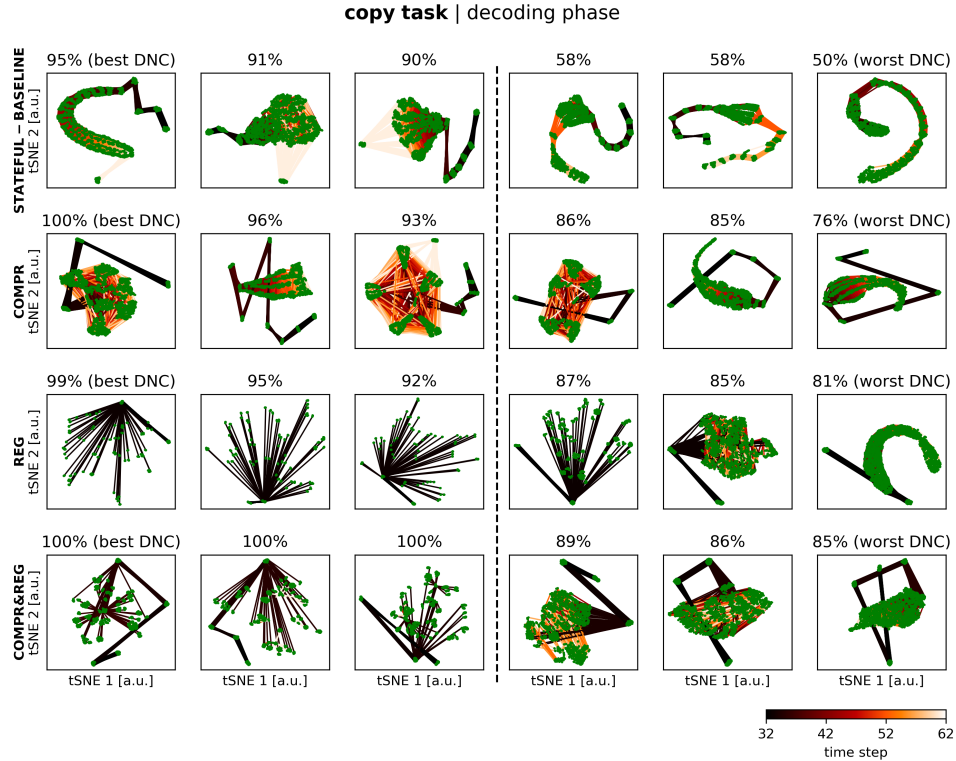 copy task | decoding phase
95% (best DNC) 91% 90% 58% 58% 50% (worst DNC)
STATEFUL – BASELINE
tSNE 2 [a.u.]
100% (best DNC) 96% 93% 86% 85% 76% (worst DNC)
COMPR
tSNE 2 [a.u.]
99% (best DNC) 95% 92% 87% 85% 81% (worst DNC)
REG
tSNE 2 [a.u.]
100% (best DNC) 100% 100% 89% 86% 85% (worst DNC)
COMPR&REG
tSNE 2 [a.u.]
tSNE 1 [a.u.] tSNE 1 [a.u.] tSNE 1 [a.u.] tSNE 1 [a.u.] tSNE 1 [a.u.] tSNE 1 [a.u.]
32 42 52 62
time step